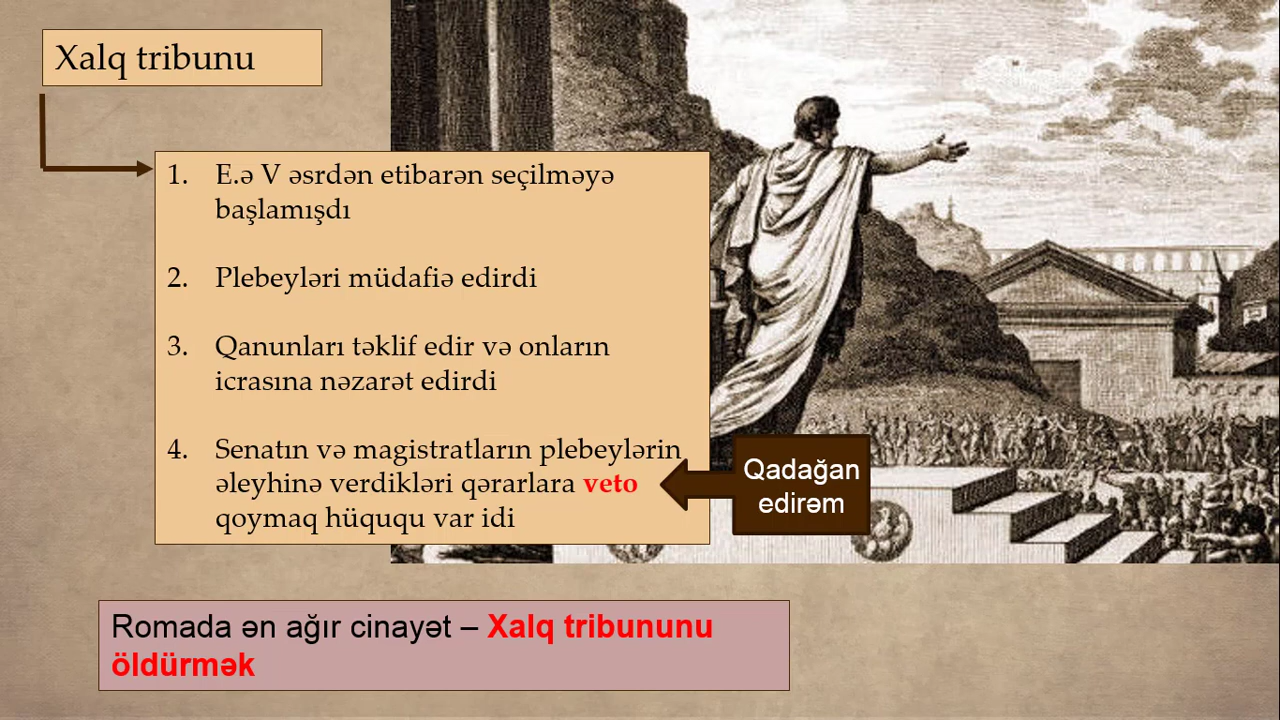 Xalq tribunu
1. E.ə V əsrdən etibarən seçilməyə
başlamışdı
2. Plebeyləri müdafiə edirdi
3. Qanunları təklif edir və onların
icrasına nəzarət edirdi
4. Senatın və magistratların plebeylərin
əleyhinə verdikləri qərarlara veto
qoymaq hüququ var idi
Qadağan
edirəm
Romada ən ağır cinayət – Xalq tribununu
öldürmək